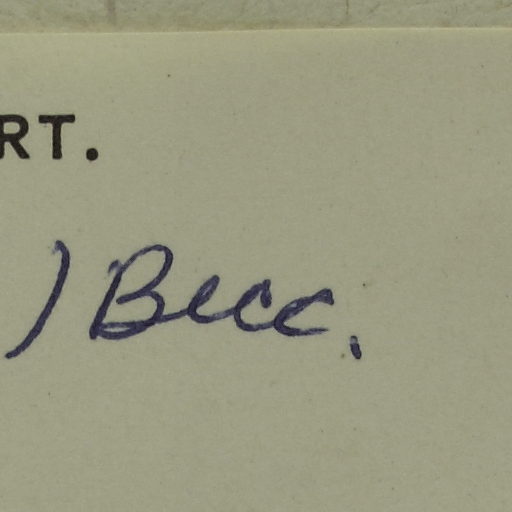 RT.
) Becc.